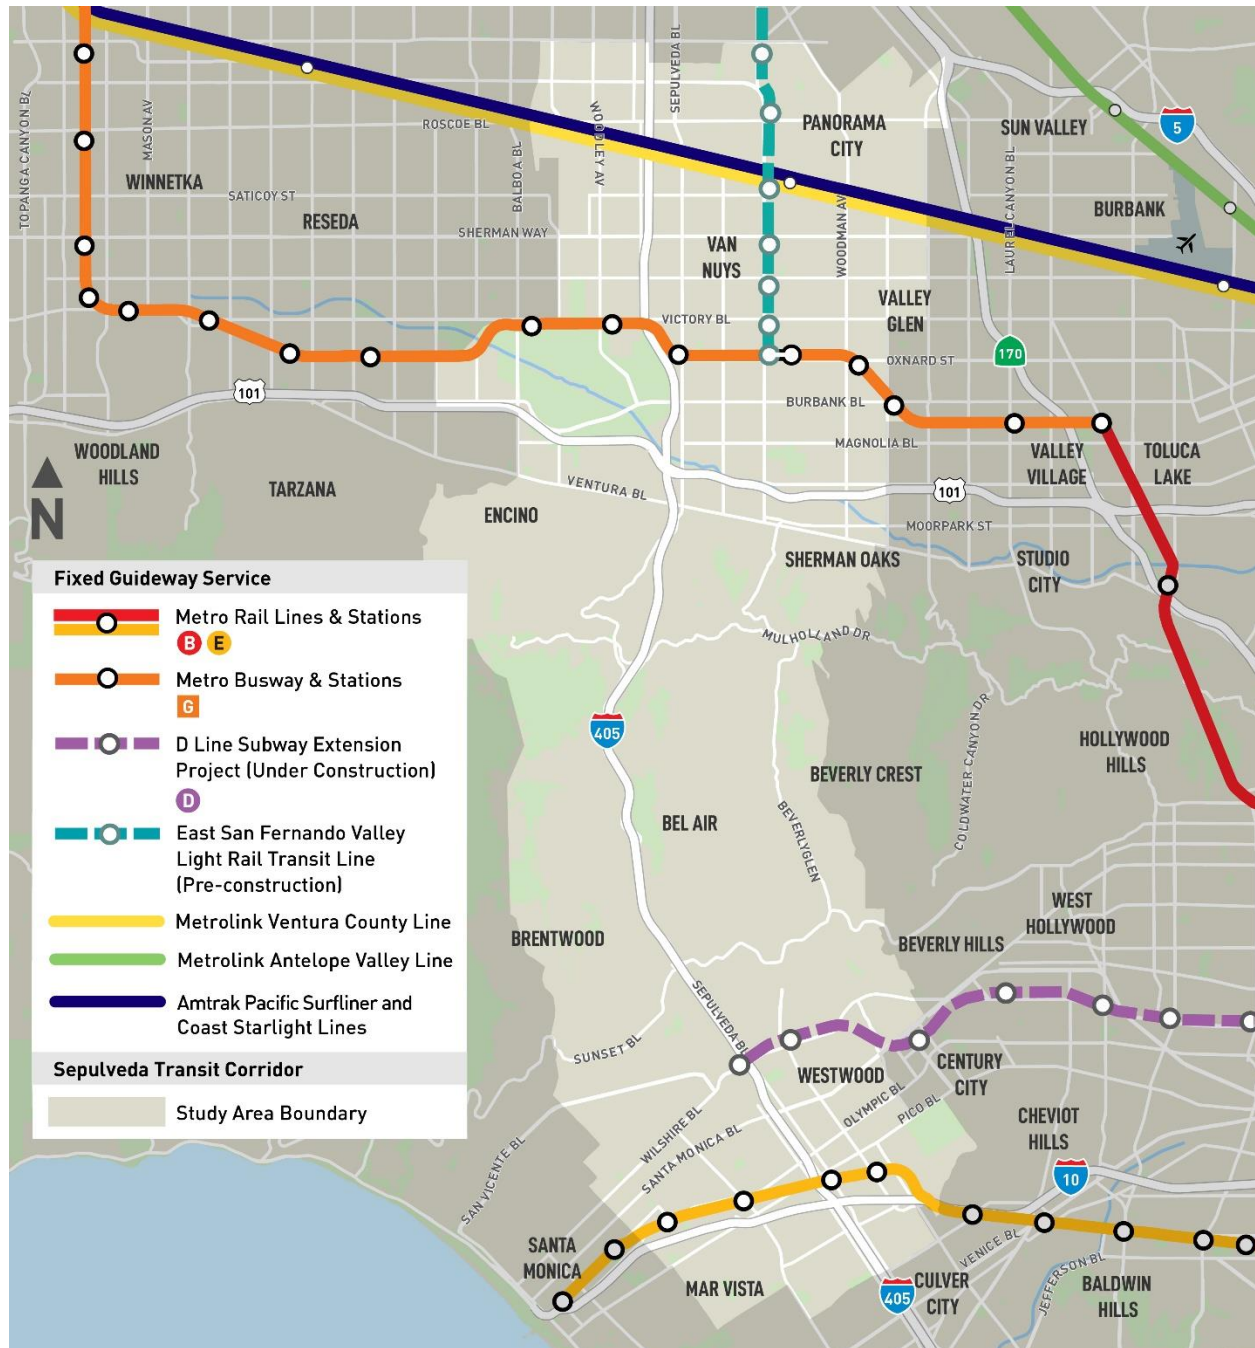 SEPULVEDA BL
TOPANGA CANYON BL
MASON AV
ROSCOE BL
WOODLEY AV
BALBOA BL
PANORAMA
CITY
SUN VALLEY
5
LAUREL CANYON BL
WINNETKA
SATICOY ST
RESEDA
SHERMAN WAY
VAN
NUYS
WOODMAN AV
BURBANK
VALLEY
GLEN
VICTORY BL
OXNARD ST
170
101
BURBANK BL
MAGNOLIA BL
WOODLAND
HILLS
TARZANA
VENTURA BL
ENCINO
VALLEY
VILLAGE
TOLUCA
LAKE
101
MOORPARK ST
N
SHERMAN OAKS
STUDIO
CITY
MULHOLLAND DR
Fixed Guideway Service
Metro Rail Lines & Stations
B E
Metro Busway & Stations
G
D Line Subway Extension
Project (Under Construction)
D
East San Fernando Valley
Light Rail Transit Line
(Pre-construction)
Metrolink Ventura County Line
Metrolink Antelope Valley Line
Amtrak Pacific Surfliner and
Coast Starlight Lines
Sepulveda Transit Corridor
Study Area Boundary
405
COLDWATER CANYON DR
HOLLYWOOD
HILLS
BEVERLY CREST
BEL AIR
BEVERLYGLEN
WEST
HOLLYWOOD
BRENTWOOD
BEVERLY HILLS
SEPULVEDA BL
SUNSET BL
WESTWOOD
CENTURY
CITY
OLYMPIC BL
PICO BL
WILSHIRE BL
SANTA MONICA BL
SAN VICENTE BL
CHEVIOT
HILLS
10
SANTA
MONICA
VENICE BL
JEFFERSON BL
MAR VISTA
405
CULVER
CITY
BALDWIN
HILLS